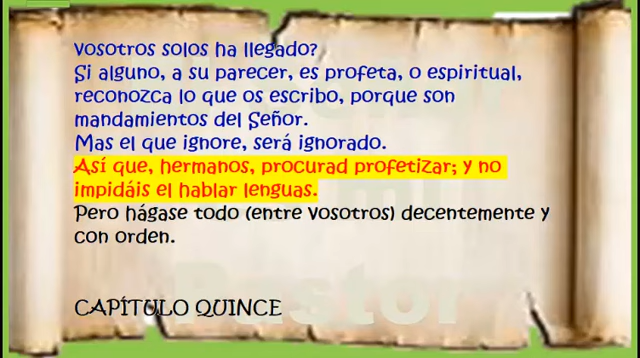 vosotros solos ha llegado?
Si alguno, a su parecer, es profeta, o espiritual,
reconozca lo que os escribo, porque son
mandamientos del Señor.
Mas el que ignore, será ignorado.
Así que, hermanos, procurad profetizar; y no
impidáis el hablar lenguas.
Pero hágase todo (entre vosotros) decentemente y
con orden.
CAPÍTULO QUINCE
Pastor